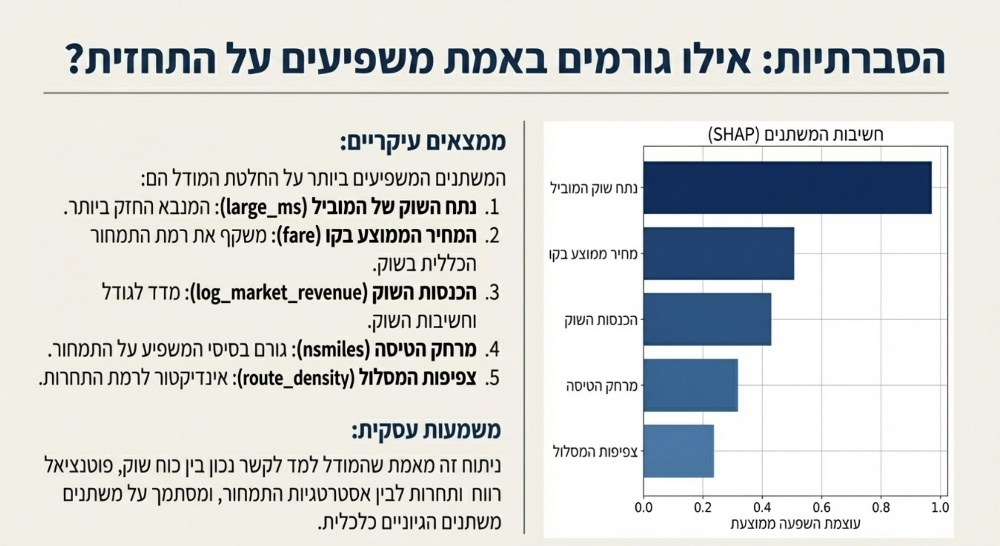 הסברתיות: אילו גורמים באמת משפיעים על התחזית?
חשיבות המשתנים (SHAP)
נתח שוק המוביל
מחיר ממוצע בקו
הכנסות השוק
מרחק הטיסה
צפיפות המסלול
0.0 0.2 0.4 0.6 0.8 1.0
עוצמת השפעה ממוצעת
ממצאים עיקריים:
המשתנים המשפיעים ביותר על החלטת המודל הם:
1. נתח השוק של המוביל (large_ms): המנבא החזק ביותר.
2. המחיר הממוצע בקו (fare): משקף את רמת התמחור
הכללית בשוק.
3. הכנסות השוק (log_market_revenue): מדד לגודל
וחשיבות השוק.
4. מרחק הטיסה (nsmiles): גורם בסיסי המשפיע על התמחור.
5. צפיפות המסלול (route_density): אינדיקטור לרמת התחרות.
משמעות עסקית:
ניתוח זה מאמת שהמודל למד לקשר נכון בין כוח שוק, פוטנציאל
רווח ותחרות לבין אסטרטגיות התמחור, ומסתמך על משתנים
משתנים הגיוניים כלכלית.